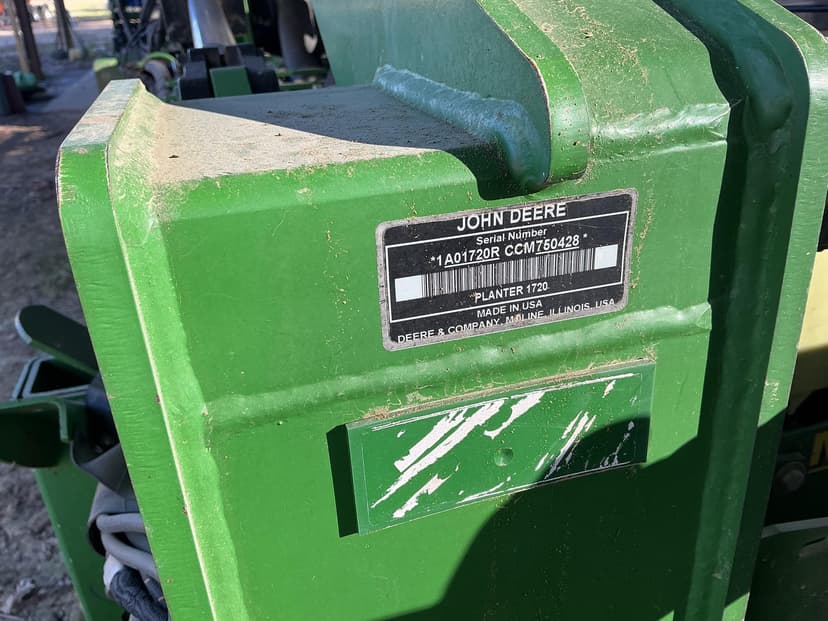 JOHN DEERE
Serial Number
*1A01720R CCM750428*
PLANTER 1720
MADE IN USA
DEERE & COMPANY, MOLINE, ILLINOIS, USA